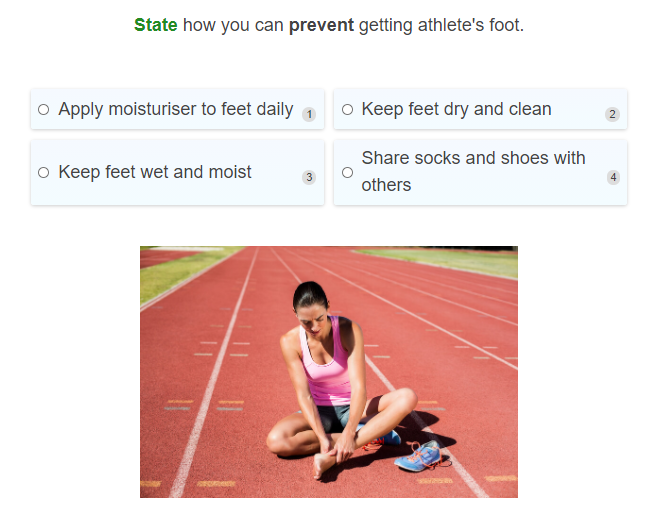 State how you can prevent getting athlete's foot.
Apply moisturiser to feet daily 1
Keep feet dry and clean 2
Keep feet wet and moist 3
Share socks and shoes with
others 4